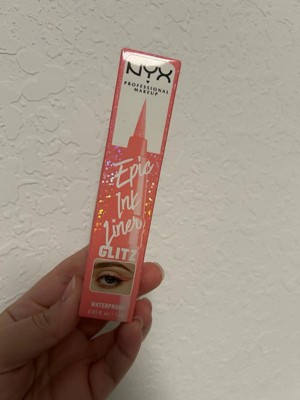 NYX
PROFESSIONAL
MAKEUP
Epic
Ink
Liner
GLITZ
WATERPROOF